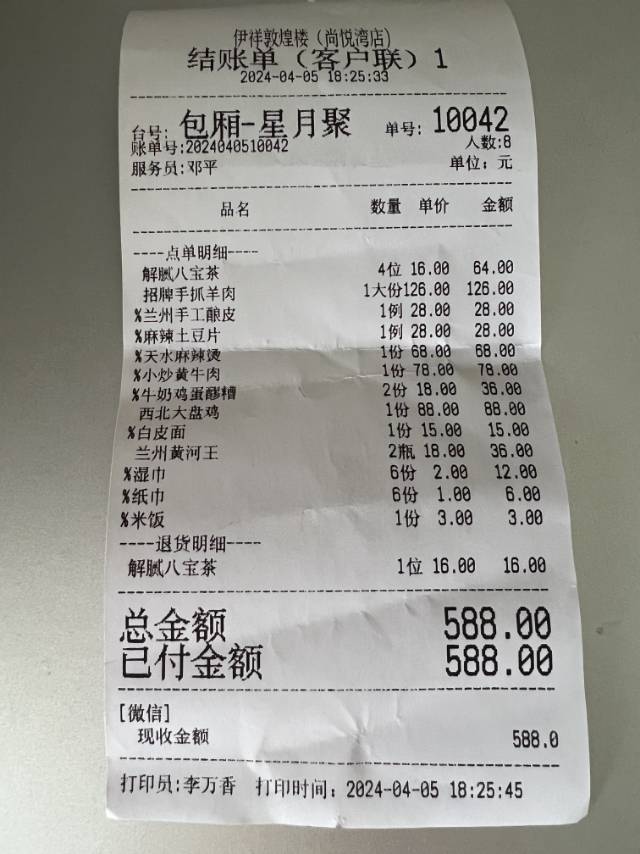 伊祥敦煌楼（尚悦湾店）
结账单（客户联）1
2024-04-05 18:25:33
台号: 包厢-星月聚 单号: 10042
账单号:2024040510042 人数:8
服务员:邓平 单位: 元
品名 数量 单价 金额
----点单明细----
解腻八宝茶 4位 16.00 64.00
招牌手抓羊肉 1大份126.00 126.00
%兰州手工酿皮 1例 28.00 28.00
%麻辣土豆片 1例 28.00 28.00
%天水麻辣烫 1份 68.00 68.00
%小炒黄牛肉 1份 78.00 78.00
%牛奶鸡蛋醪糟 2份 18.00 36.00
西北大盘鸡 1份 88.00 88.00
%白皮面 1份 15.00 15.00
兰州黄河王 2瓶 18.00 36.00
%湿巾 6份 2.00 12.00
%纸巾 6份 1.00 6.00
%米饭 1份 3.00 3.00
----退货明细----
解腻八宝茶 1位 16.00 16.00
总金额 588.00
已付金额 588.00
[微信]
现收金额 588.0
打印员:李万香 打印时间: 2024-04-05 18:25:45